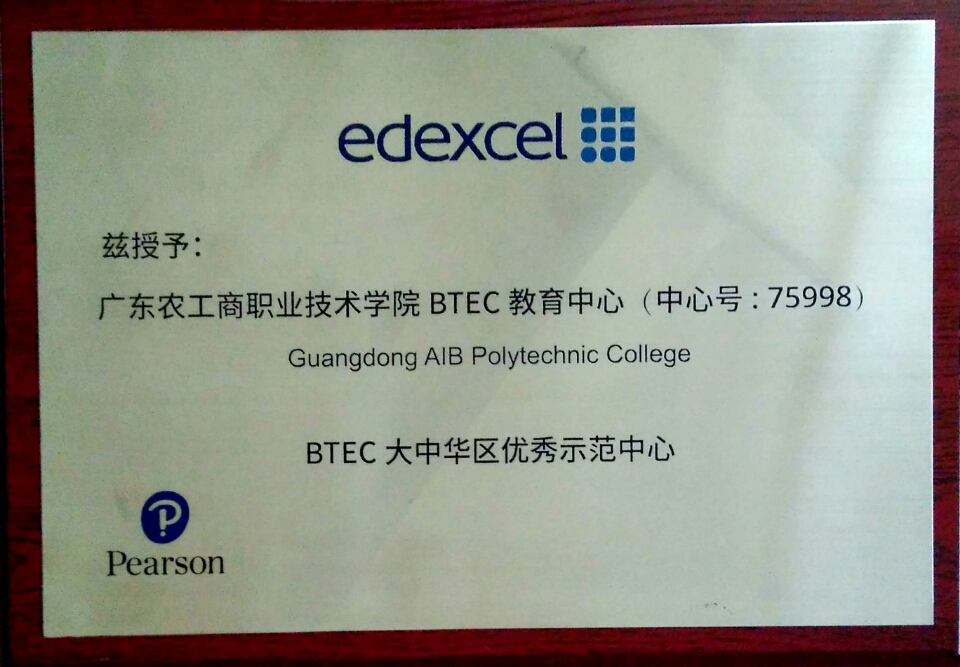 edexcel
兹授予：
广东农工商职业技术学院 BTEC 教育中心（中心号：75998）
Guangdong AIB Polytechnic College
BTEC 大中华区优秀示范中心
P
Pearson